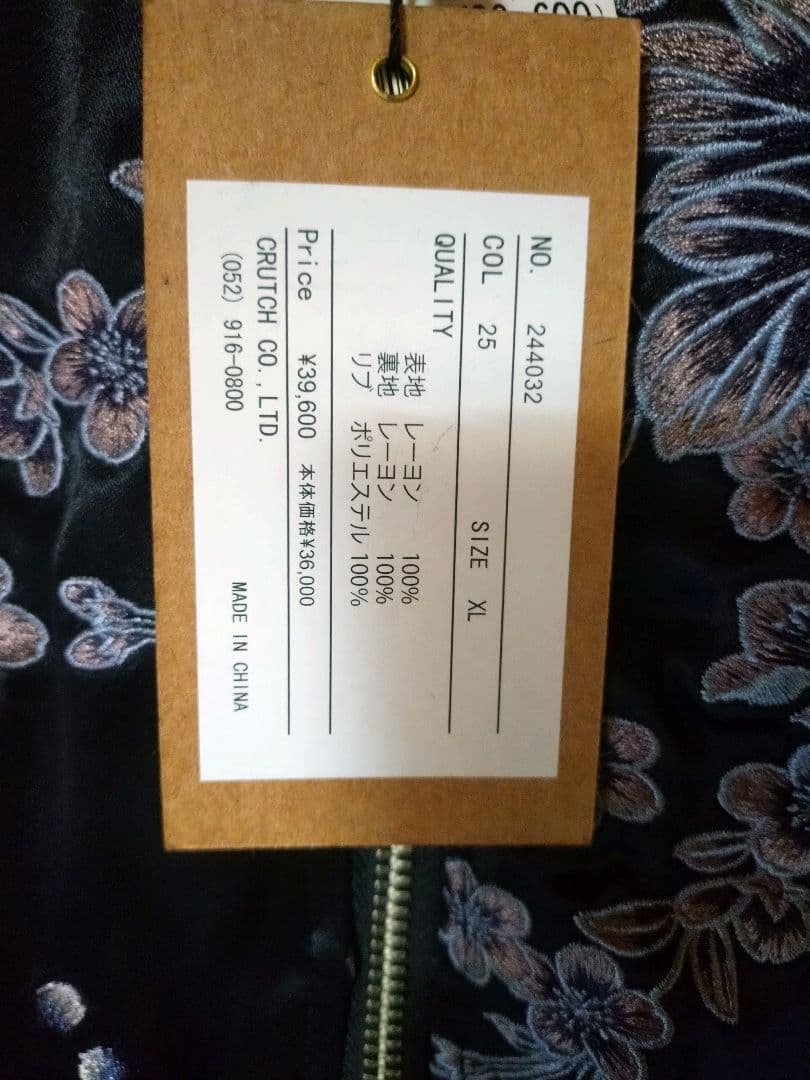 NO. 244032
COL 25 SIZE XL
QUALITY
表地 レーヨン 100%
裏地 レーヨン 100%
リブ ポリエステル 100%
Price ¥39,600 本体価格¥36,000
CRUTCH CO.,LTD.
(052) 916-0800 MADE IN CHINA